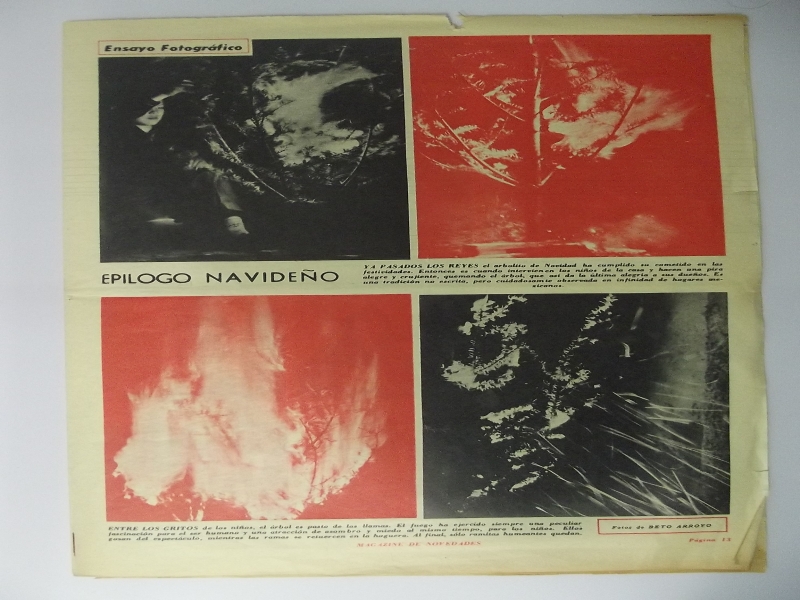 Ensayo Fotográfico
EPILOGO NAVIDEÑO
YA PASADOS LOS REYES el arbolito de Navidad ha cumplido su cometido en las
festividades. Entonces es cuando intervienen los niños de la casa y hacen una pira
alegre y crujiente, quemando el árbol, que así da la última alegría a sus dueños. Es
una tradición no escrita, pero cuidadosamente observada en infinidad de hogares me-
xicanos.
ENTRE LOS GRITOS de los niños, el árbol es pasto de las llamas. El fuego ha ejercido siempre una peculiar
fascinación para el ser humano y una atracción de asombro y miedo al mismo tiempo, para los niños. Ellos
gozan del espectáculo, mientras las ramas se retuercen en la hoguera. Al final, sólo ramitas humeantes quedan.
Fotos de BETO ARROYO
MAGAZINE DE NOVEDADES
Página 13